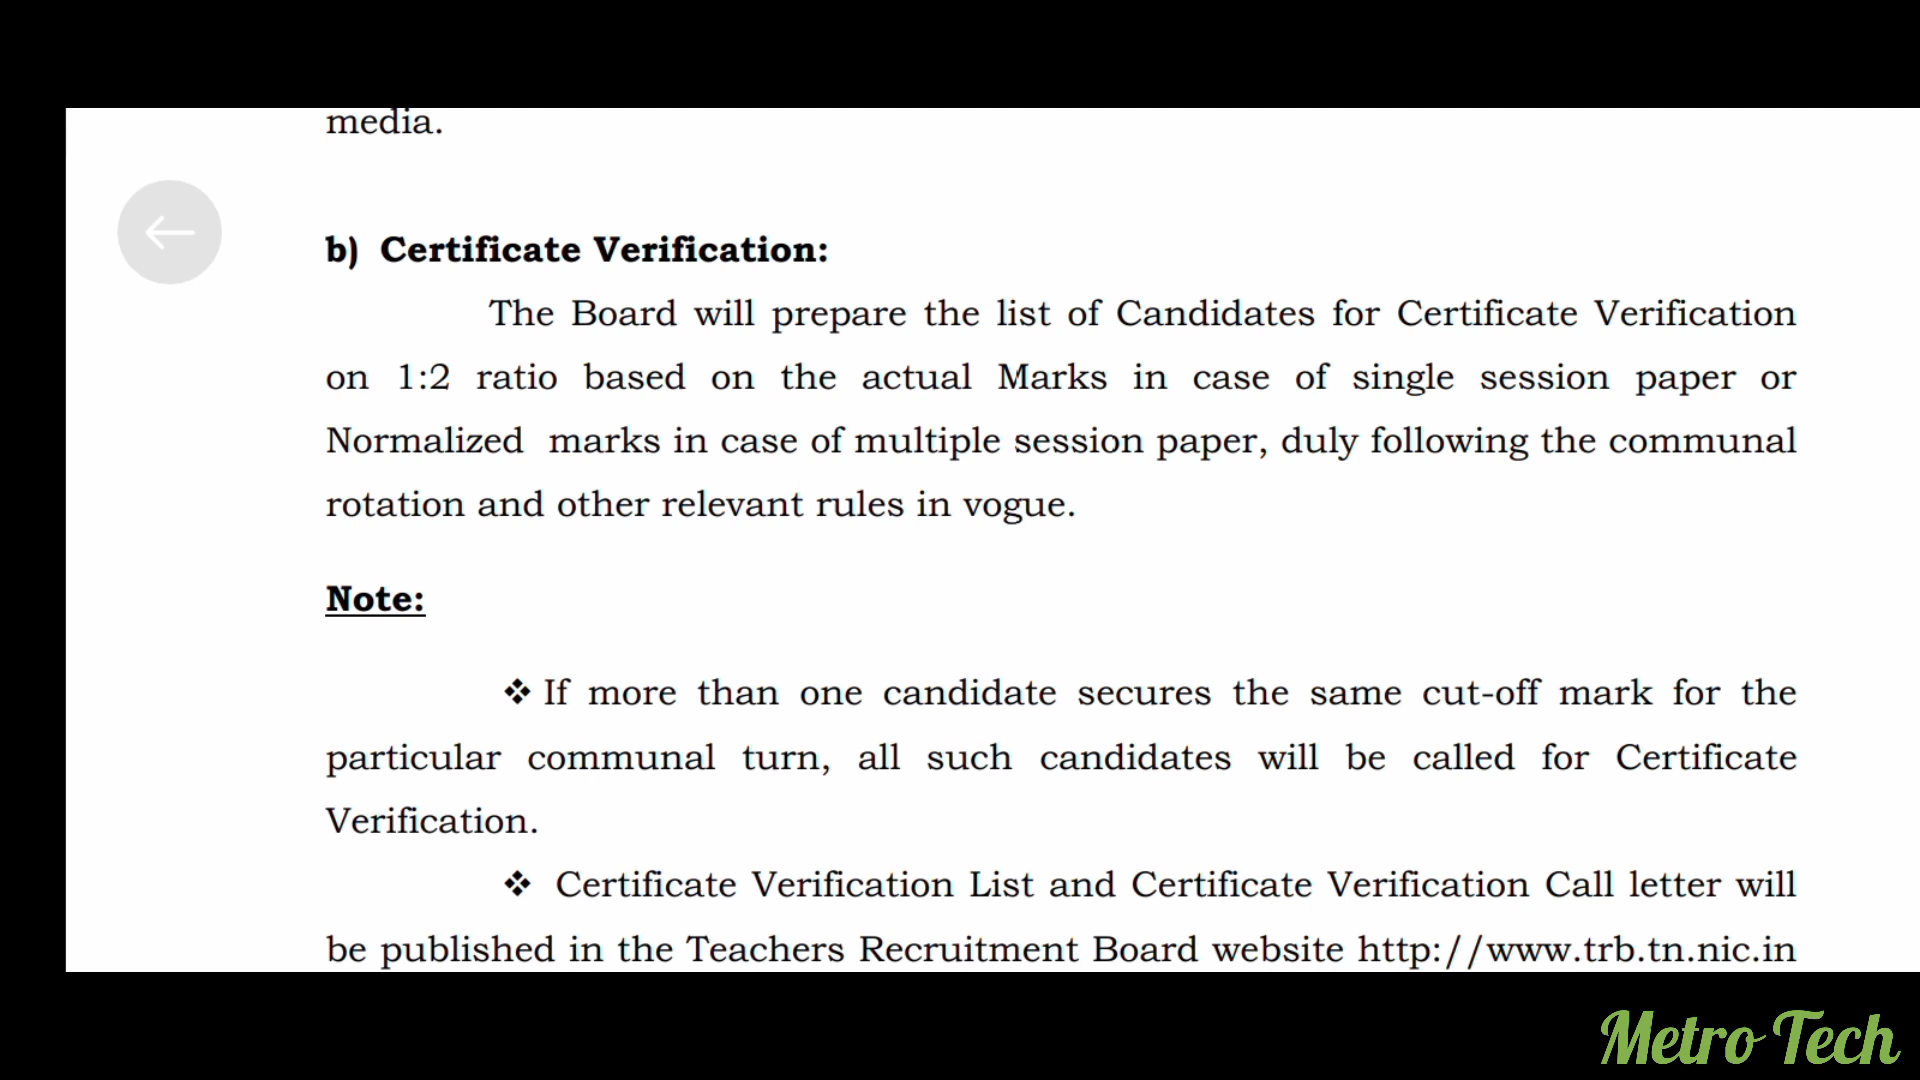 media.
b) Certificate Verification:
The Board will prepare the list of Candidates for Certificate Verification
on 1:2 ratio based on the actual Marks in case of single session paper or
Normalized marks in case of multiple session paper, duly following the communal
rotation and other relevant rules in vogue.
Note:
❖ If more than one candidate secures the same cut-off mark for the
particular communal turn, all such candidates will be called for Certificate
Verification.
❖ Certificate Verification List and Certificate Verification Call letter will
be published in the Teachers Recruitment Board website http://www.trb.tn.nic.in
Metro Tech